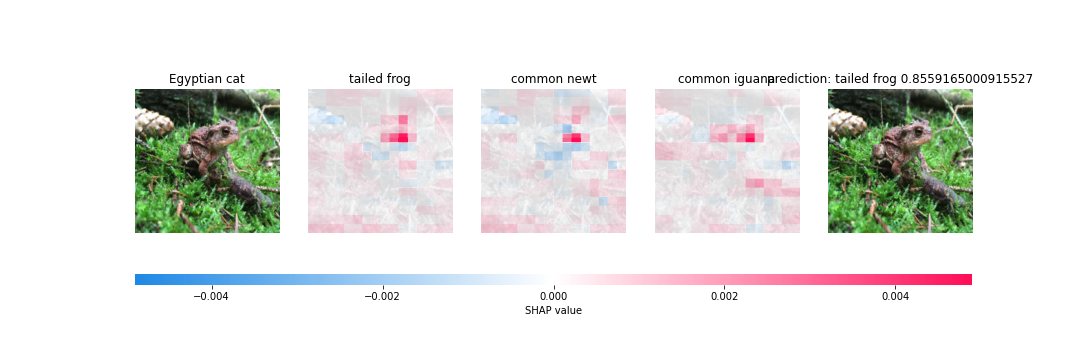 Egyptian cat
tailed frog
common newt
common iguana
prediction: tailed frog 0.8559165000915527
−0.004
−0.002
0.000
0.002
0.004
SHAP value